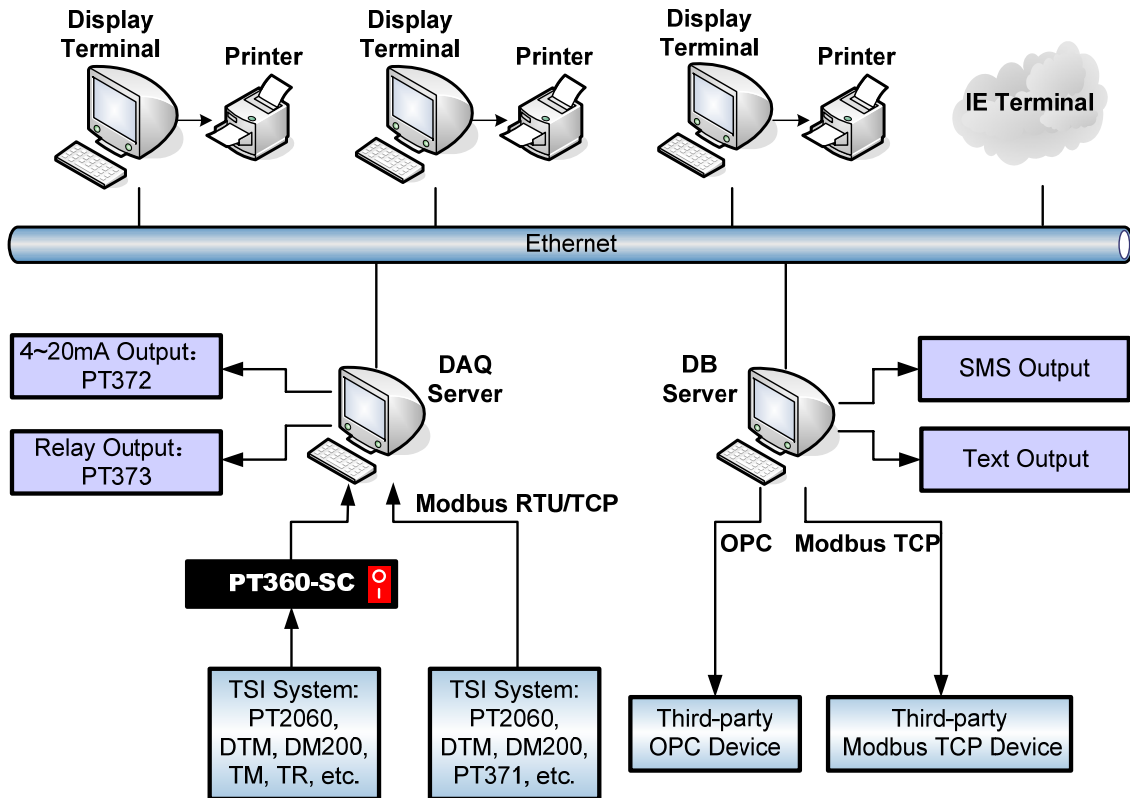 Display
Terminal
Printer
Display
Terminal
Printer
Display
Terminal
Printer
IE Terminal
Ethernet
4~20mA Output:
PT372
Relay Output:
PT373
DAQ
Server
DB
Server
SMS Output
Text Output
Modbus RTU/TCP
OPC
Modbus TCP
PT360-SC
TSI System:
PT2060,
DTM, DM200,
TM, TR, etc.
TSI System:
PT2060,
DTM, DM200,
PT371, etc.
Third-party
OPC Device
Third-party
Modbus TCP Device